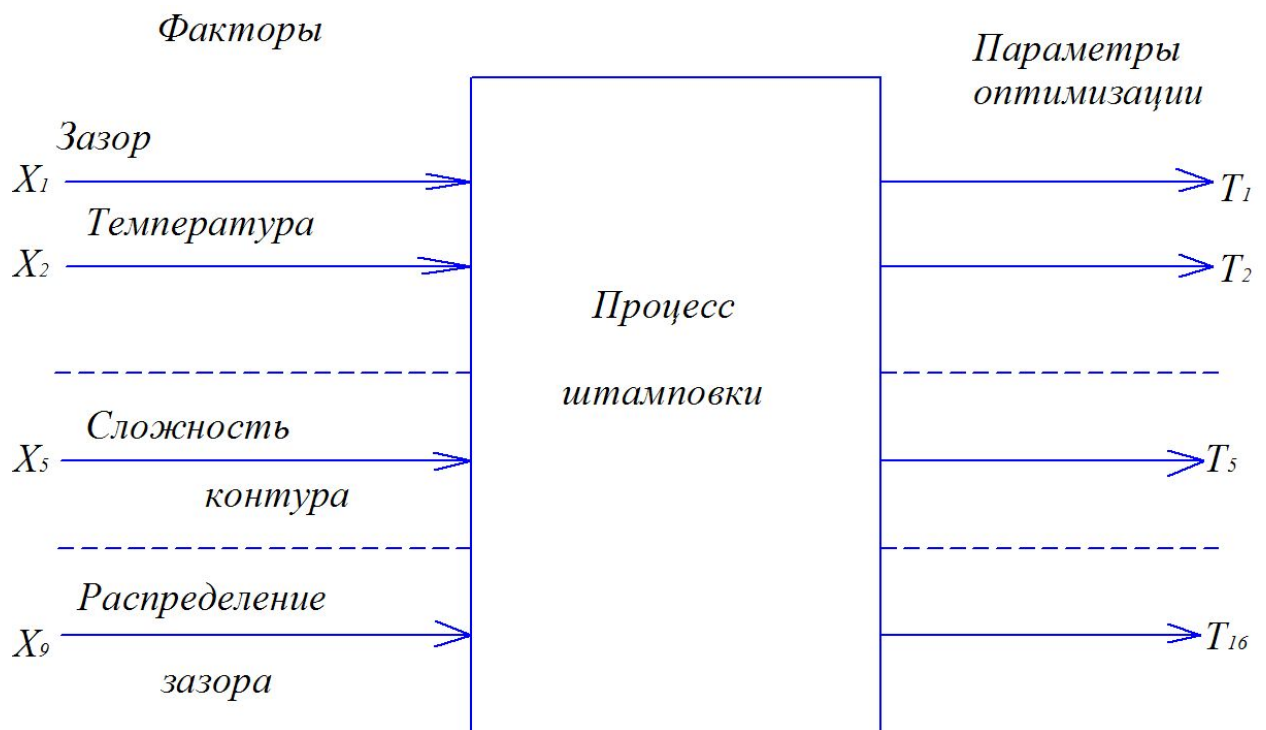 Факторы
Параметры
оптимизации
Зазор
X₁
T₁
Температура
X₂
T₂
Процесс
штамповки
Сложность
X₅
T₅
контура
Распределение
X₉
T₁₆
зазора